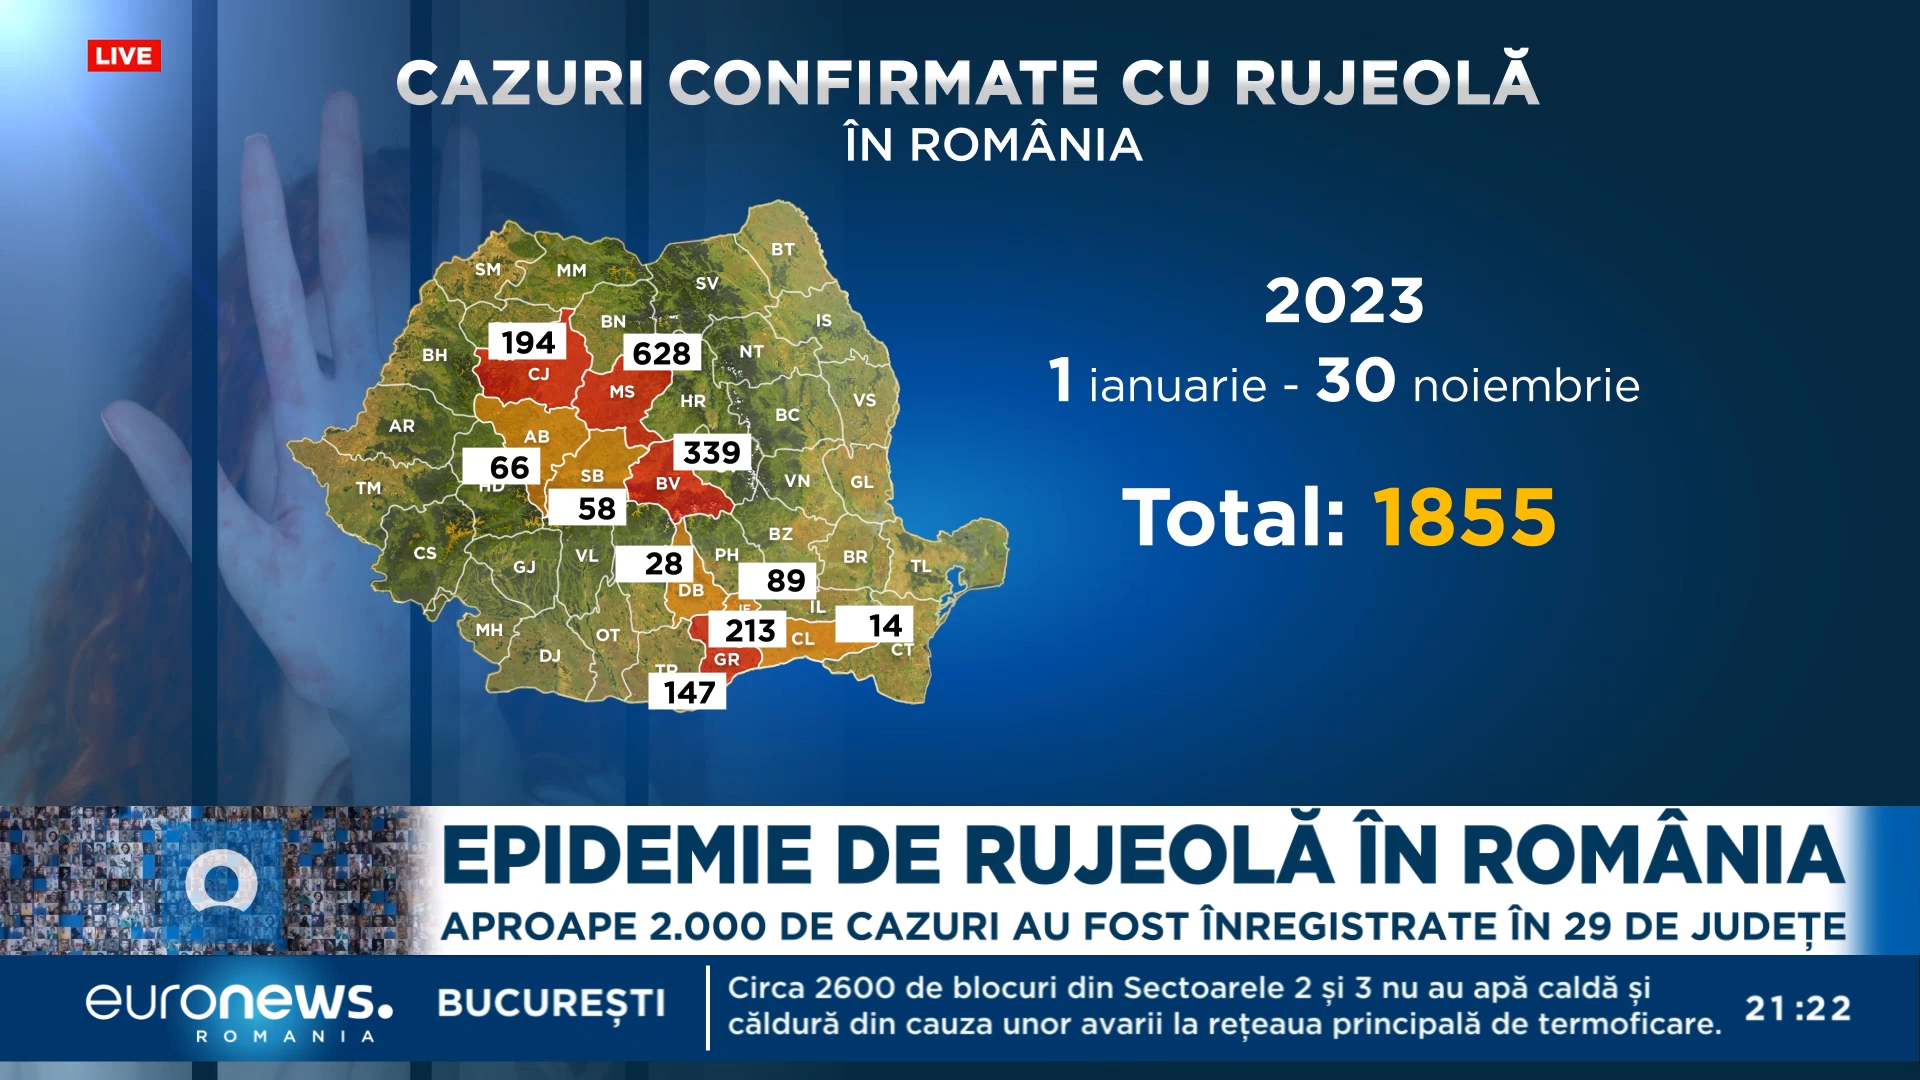 LIVE
CAZURI CONFIRMATE CU RUJEOLĂ
ÎN ROMÂNIA
2023
1 ianuarie - 30 noiembrie
Total: 1855
BT
SM
MM
SV
BN
IS
194
628
BH
NT
CJ
MS
HR
VS
BC
AR
AB
339
66
SB
BV
VN
GL
TM
HD
58
BZ
CS
VL
PH
BR
GJ
28
TL
89
DB
IF
IL
MH
OT
213
CL
14
DJ
TR
GR
CT
147
EPIDEMIE DE RUJEOLĂ ÎN ROMÂNIA
APROAPE 2.000 DE CAZURI AU FOST ÎNREGISTRATE ÎN 29 DE JUDEȚE
euronews.
ROMANIA
BUCUREȘTI
Circa 2600 de blocuri din Sectoarele 2 și 3 nu au apă caldă și
căldură din cauza unor avarii la rețeaua principală de termoficare.
21:22